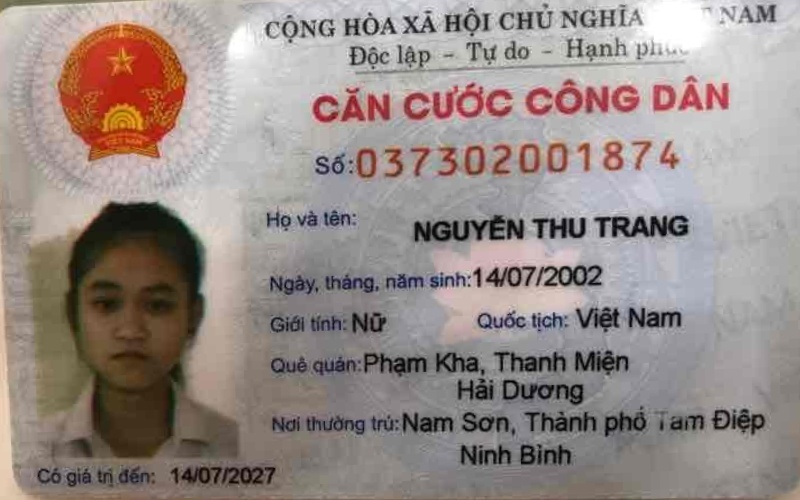 CỘNG HÒA XÃ HỘI CHỦ NGHĨA VIỆT NAM
Độc lập - Tự do - Hạnh phúc
CĂN CƯỚC CÔNG DÂN
Số: 037302001874
Họ và tên: NGUYỄN THU TRANG
Ngày, tháng, năm sinh: 14/07/2002
Giới tính: Nữ Quốc tịch: Việt Nam
Quê quán: Phạm Kha, Thanh Miện
Hải Dương
Nơi thường trú: Nam Sơn, Thành phố Tam Điệp
Ninh Bình
Có giá trị đến: 14/07/2027
VIỆT NAM